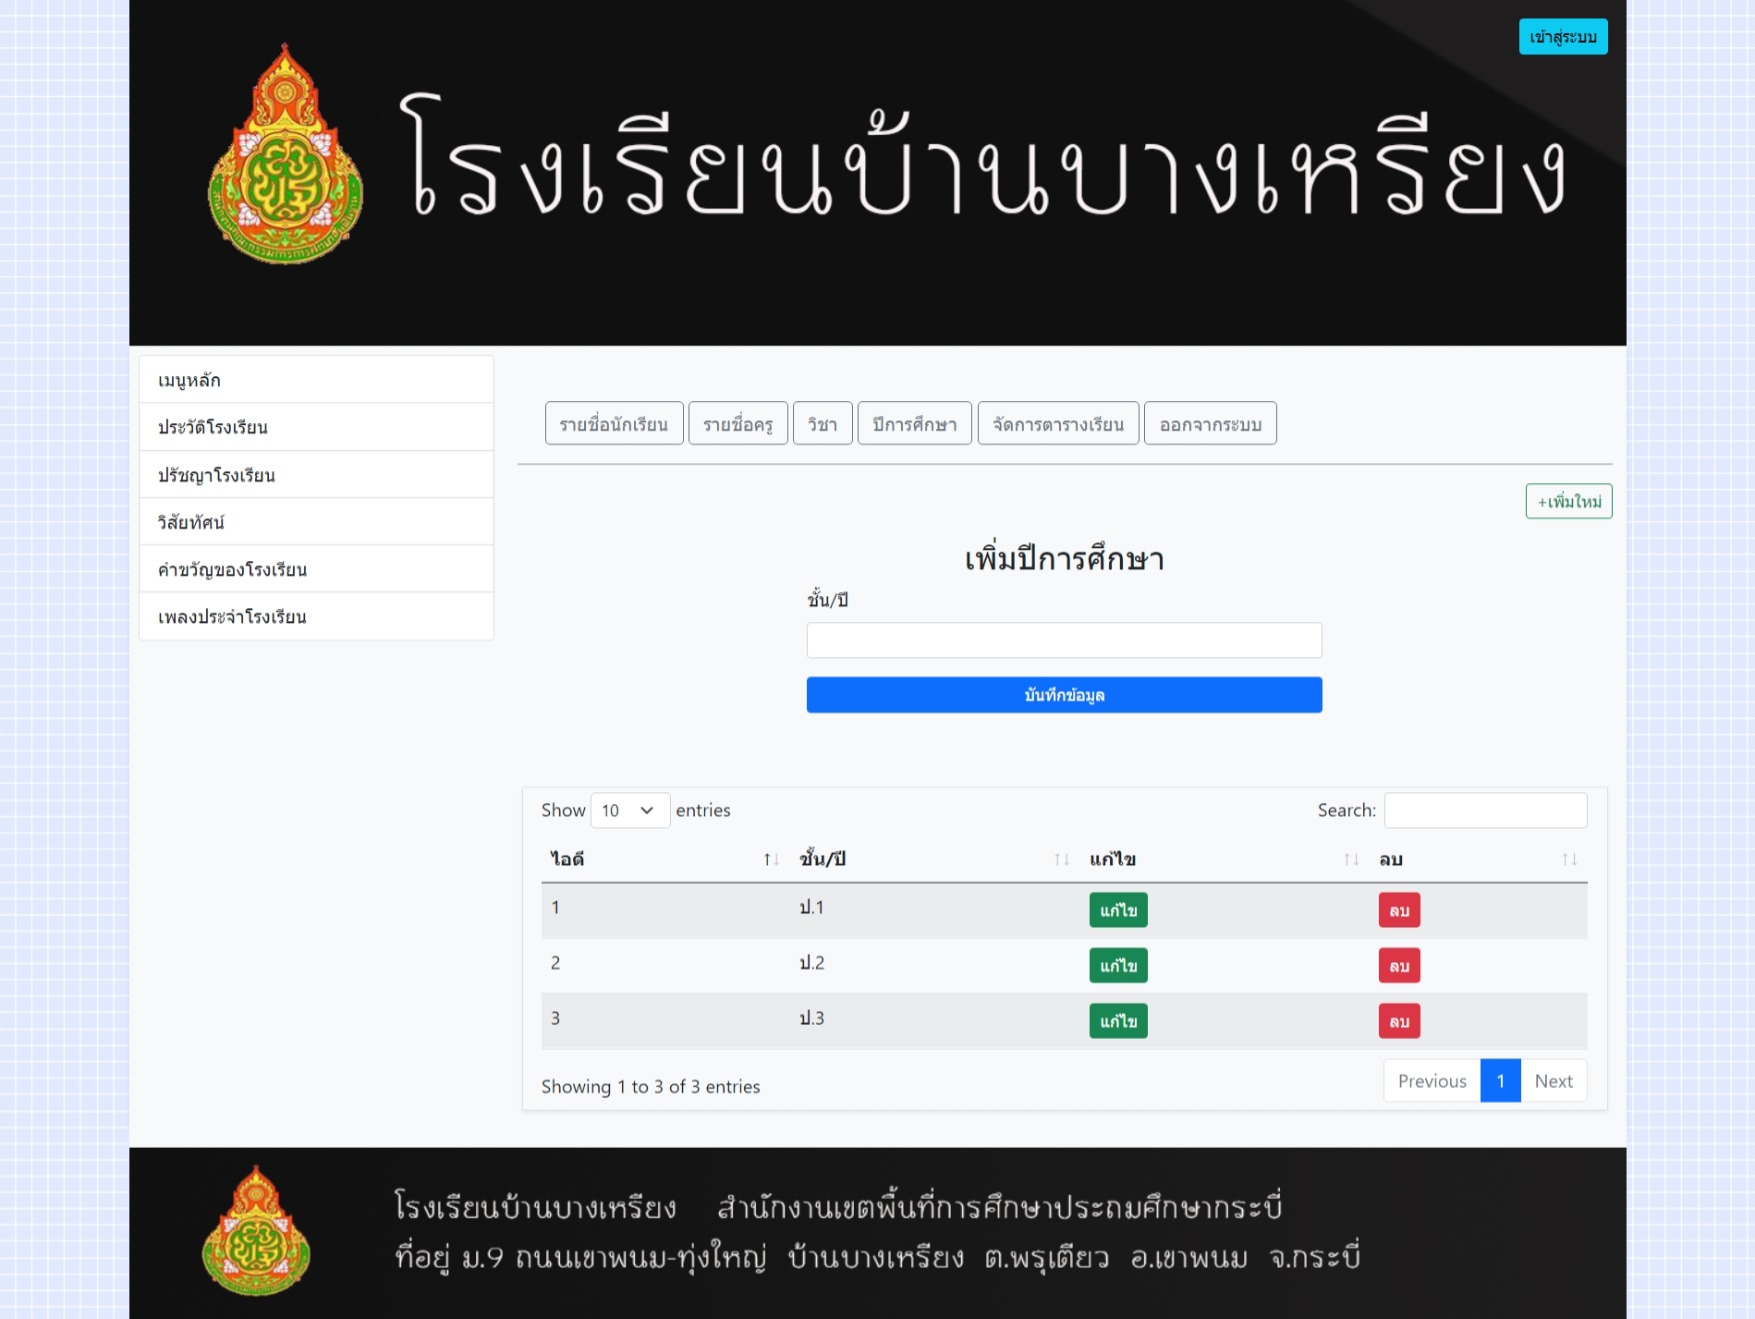 เข้าสู่ระบบ
โรงเรียนบ้านบางเหรียง
เมนูหลัก
ประวัติโรงเรียน
ปรัชญาโรงเรียน
วิสัยทัศน์
คำขวัญของโรงเรียน
เพลงประจำโรงเรียน
รายชื่อนักเรียน รายชื่อครู วิชา ปีการศึกษา จัดการตารางเรียน ออกจากระบบ
+เพิ่มใหม่
เพิ่มปีการศึกษา
ชั้น/ปี
บันทึกข้อมูล
Show 10 entries Search:
ไอดี ชั้น/ปี แก้ไข ลบ
1 ป.1 แก้ไข ลบ
2 ป.2 แก้ไข ลบ
3 ป.3 แก้ไข ลบ
Showing 1 to 3 of 3 entries Previous 1 Next
โรงเรียนบ้านบางเหรียง สำนักงานเขตพื้นที่การศึกษาประถมศึกษากระบี่
ที่อยู่ ม.9 ถนนเขาพนม-ทุ่งใหญ่ บ้านบางเหรียง ต.พรุเตียว อ.เขาพนม จ.กระบี่